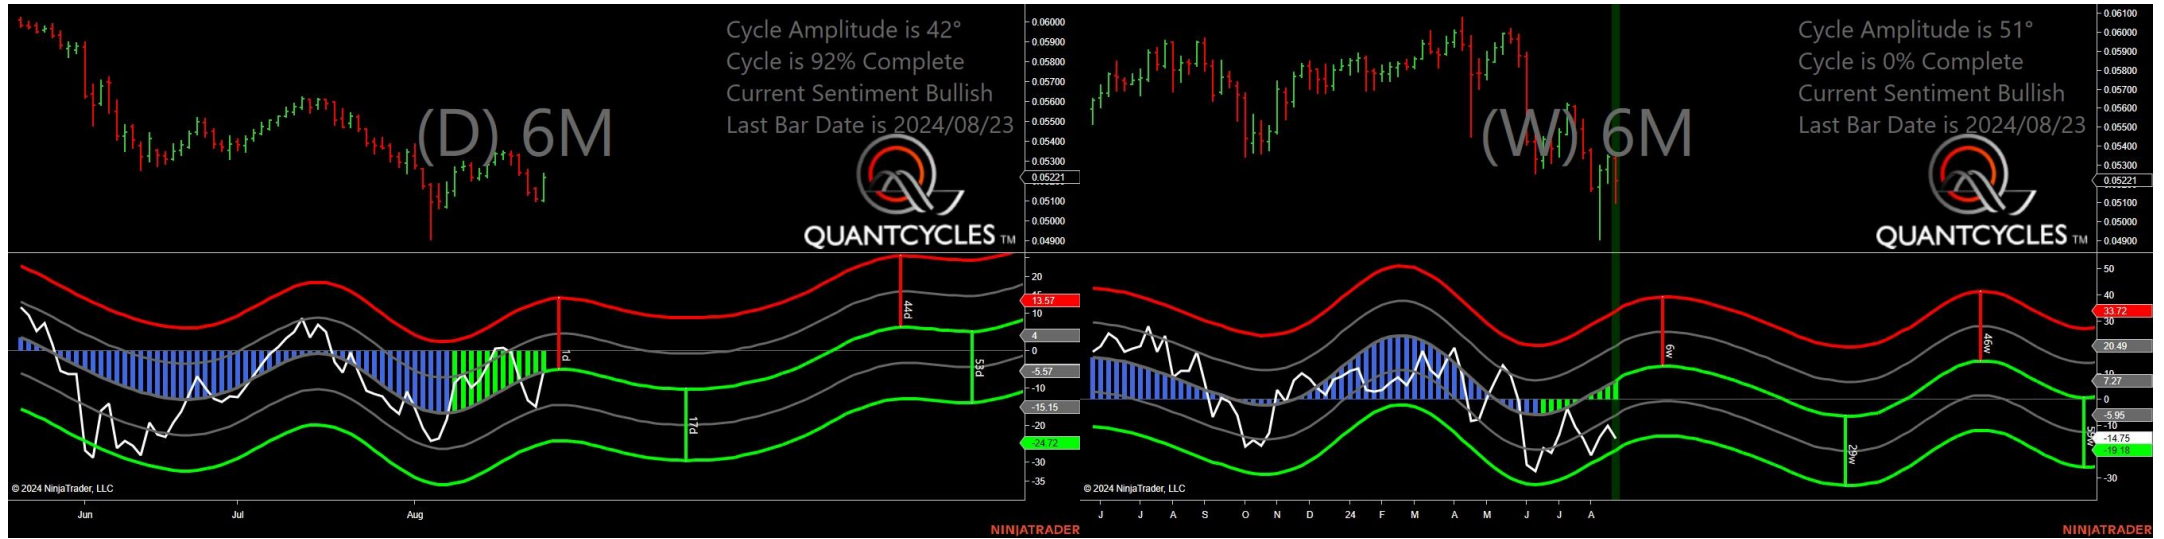 Cycle Amplitude is 42°
Cycle is 92% Complete
Current Sentiment Bullish
Last Bar Date is 2024/08/23
(D) 6M
QUANTCYCLES TM
0.06000
0.05900
0.05800
0.05700
0.05600
0.05500
0.05400
0.05300
0.05221
0.05100
0.05000
0.04900
20
13.57
10
4
0
-5.57
-10
-15.15
-20
-24.72
-30
-35
1d
17d
44d
53d
© 2024 NinjaTrader, LLC
Jun Jul Aug
NINJATRADER
Cycle Amplitude is 51°
Cycle is 0% Complete
Current Sentiment Bullish
Last Bar Date is 2024/08/23
(W) 6M
QUANTCYCLES TM
0.06100
0.06000
0.05900
0.05800
0.05700
0.05600
0.05500
0.05400
0.05300
0.05221
0.05100
0.05000
0.04900
50
40
33.72
30
20.49
10
7.27
0
-5.95
-10
-14.75
-19.18
-30
6w
29w
46w
© 2024 NinjaTrader, LLC
J J A S O N D 24 F M A M J J A
NINJATRADER